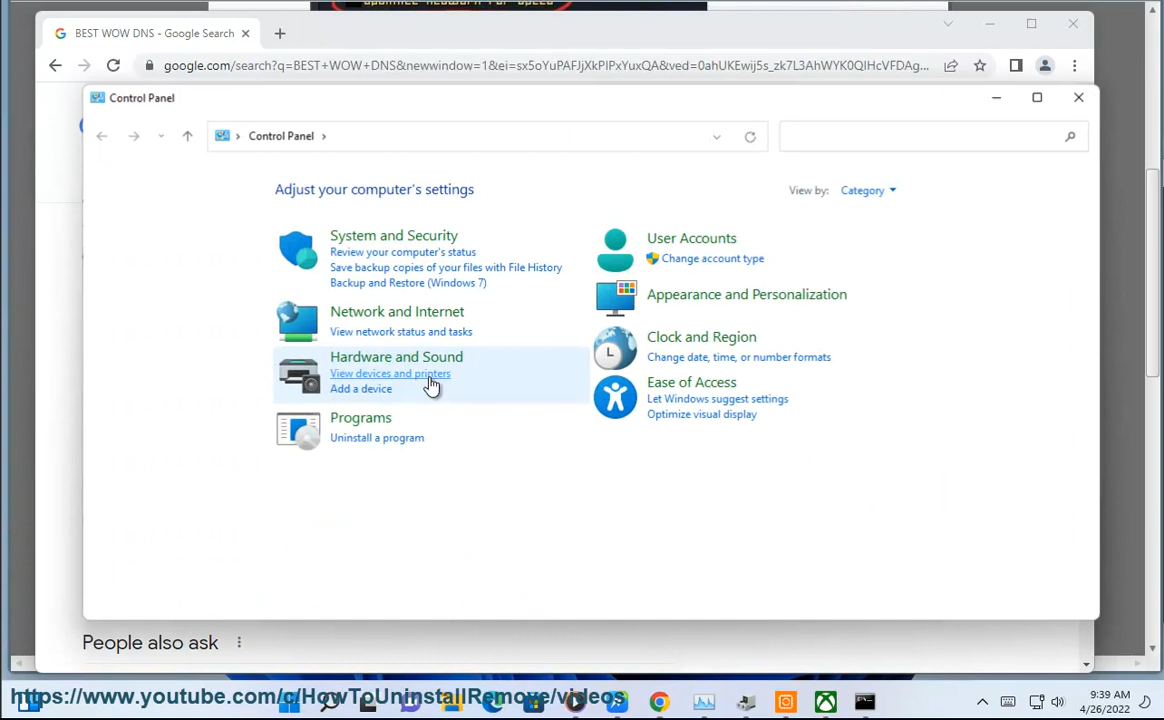 BEST WOW DNS - Google Search
google.com/search?q=BEST+WOW+DNS&newwindow=1&ei=sx5oYuPAFJjXkPIPxYuxQA&ved=0ahUKEwij5s_zk7L3AhWYK0QIHcVFDAg...
Control Panel
Control Panel
Adjust your computer's settings
View by: Category
System and Security
Review your computer's status
Save backup copies of your files with File History
Backup and Restore (Windows 7)
Network and Internet
View network status and tasks
Hardware and Sound
View devices and printers
Add a device
Programs
Uninstall a program
User Accounts
Change account type
Appearance and Personalization
Clock and Region
Change date, time, or number formats
Ease of Access
Let Windows suggest settings
Optimize visual display
People also ask
https://www.youtube.com/c/HowToUninstallRemove/videos
9:39 AM
4/26/2022